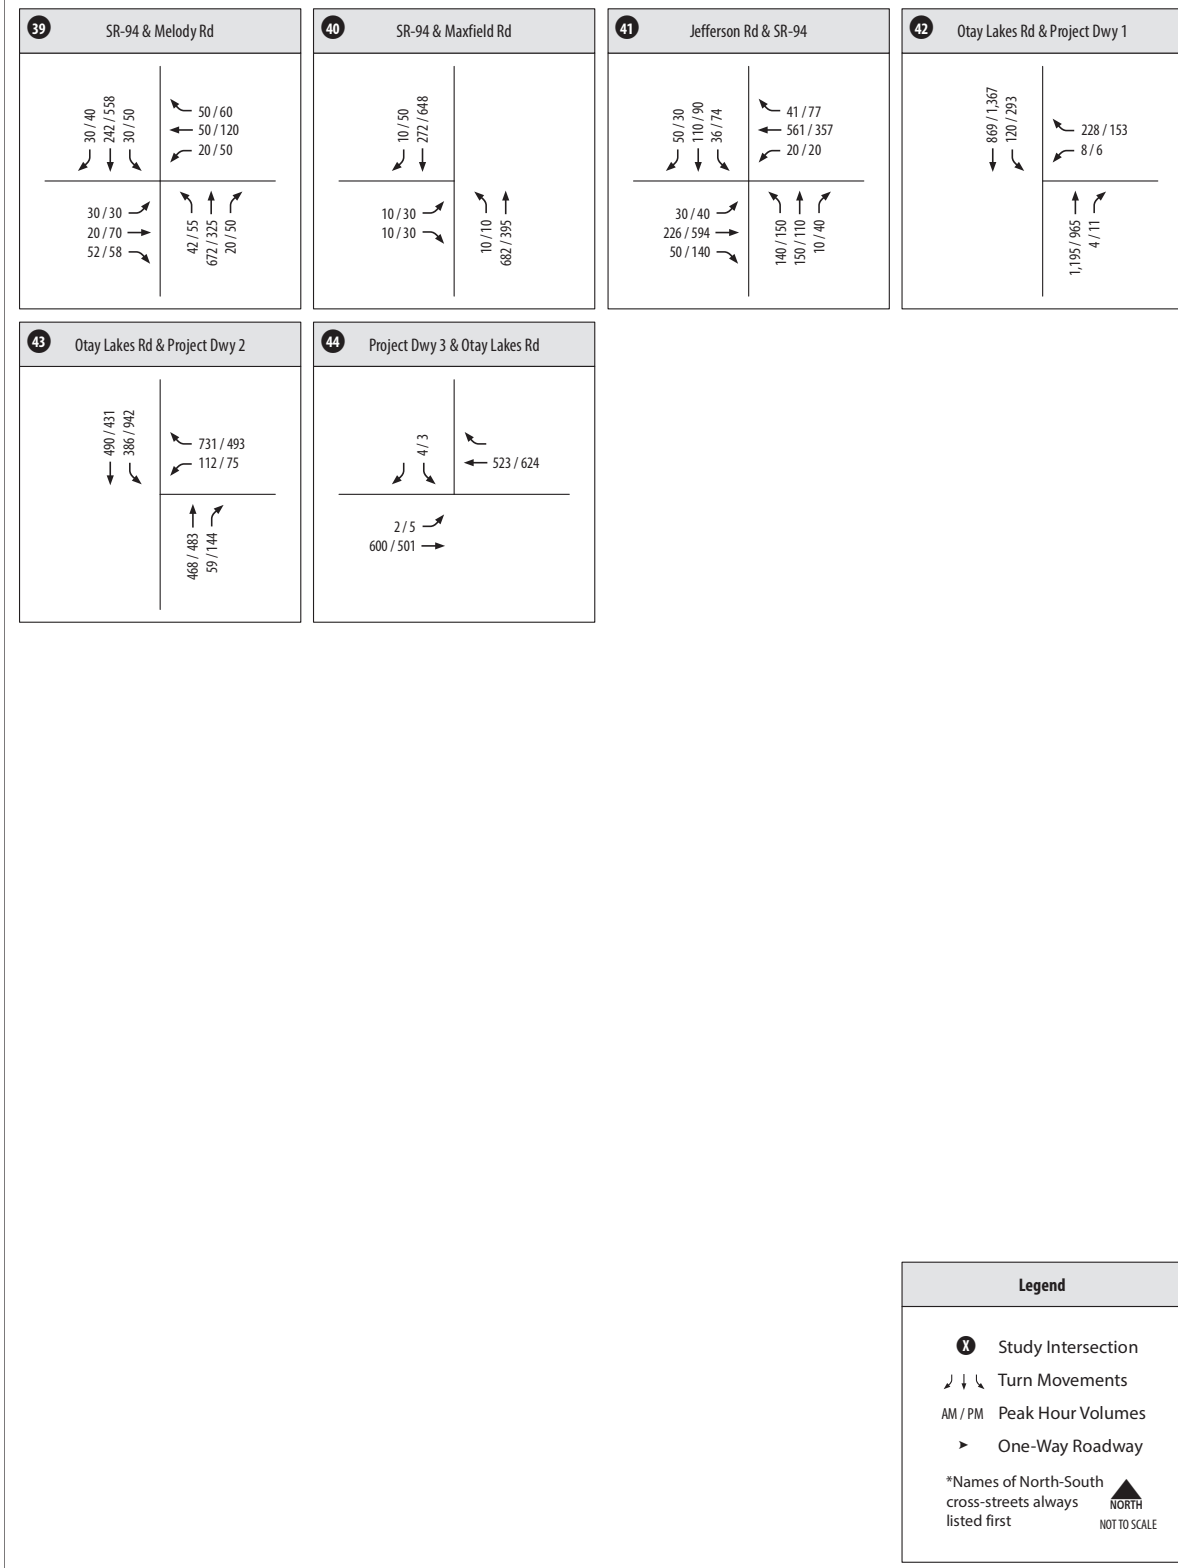 39 SR-94 & Melody Rd
30 / 40
242 / 558
30 / 50
50 / 60
50 / 120
20 / 50
30 / 30
20 / 70
52 / 58
42 / 55
672 / 325
20 / 50
40 SR-94 & Maxfield Rd
10 / 50
272 / 648
10 / 30
10 / 30
10 / 10
682 / 395
41 Jefferson Rd & SR-94
50 / 30
110 / 90
36 / 74
41 / 77
561 / 357
20 / 20
30 / 40
226 / 594
50 / 140
140 / 150
150 / 110
10 / 40
42 Otay Lakes Rd & Project Dwy 1
869 / 1,367
120 / 293
228 / 153
8 / 6
1,195 / 965
4 / 11
43 Otay Lakes Rd & Project Dwy 2
490 / 431
386 / 942
731 / 493
112 / 75
468 / 483
59 / 144
44 Project Dwy 3 & Otay Lakes Rd
4 / 3
523 / 624
2 / 5
600 / 501
Legend
X Study Intersection
Turn Movements
AM / PM Peak Hour Volumes
One-Way Roadway
*Names of North-South
cross-streets always
listed first
NORTH
NOT TO SCALE